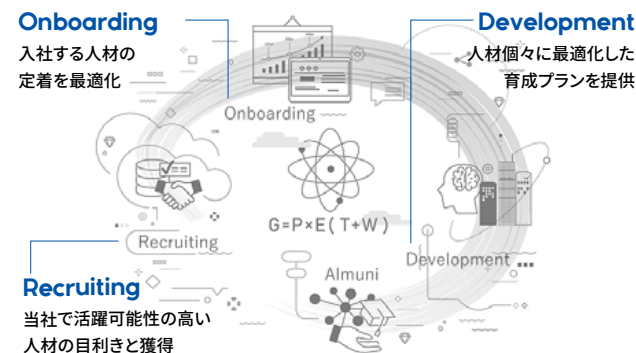 Onboarding
入社する人材の
定着を最適化
Development
人材個々に最適化した
育成プランを提供
Onboarding
G=P×E(T+W)
Recruiting
Development
Almuni
Recruiting
当社で活躍可能性の高い
人材の目利きと獲得